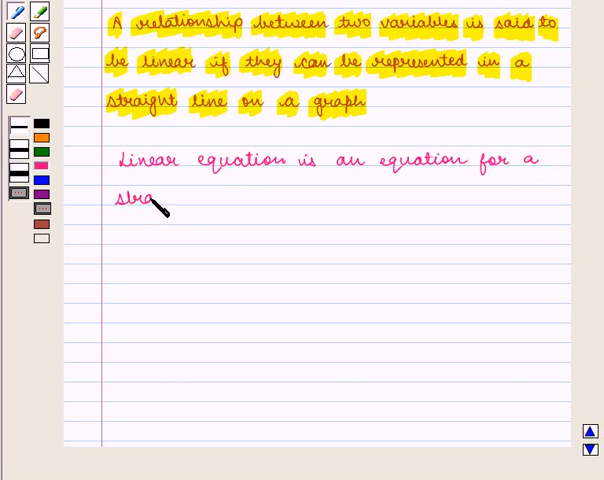 A relationship between two variables is said to
be linear if they can be represented in a
straight line on a graph
Linear equation is an equation for a
stra